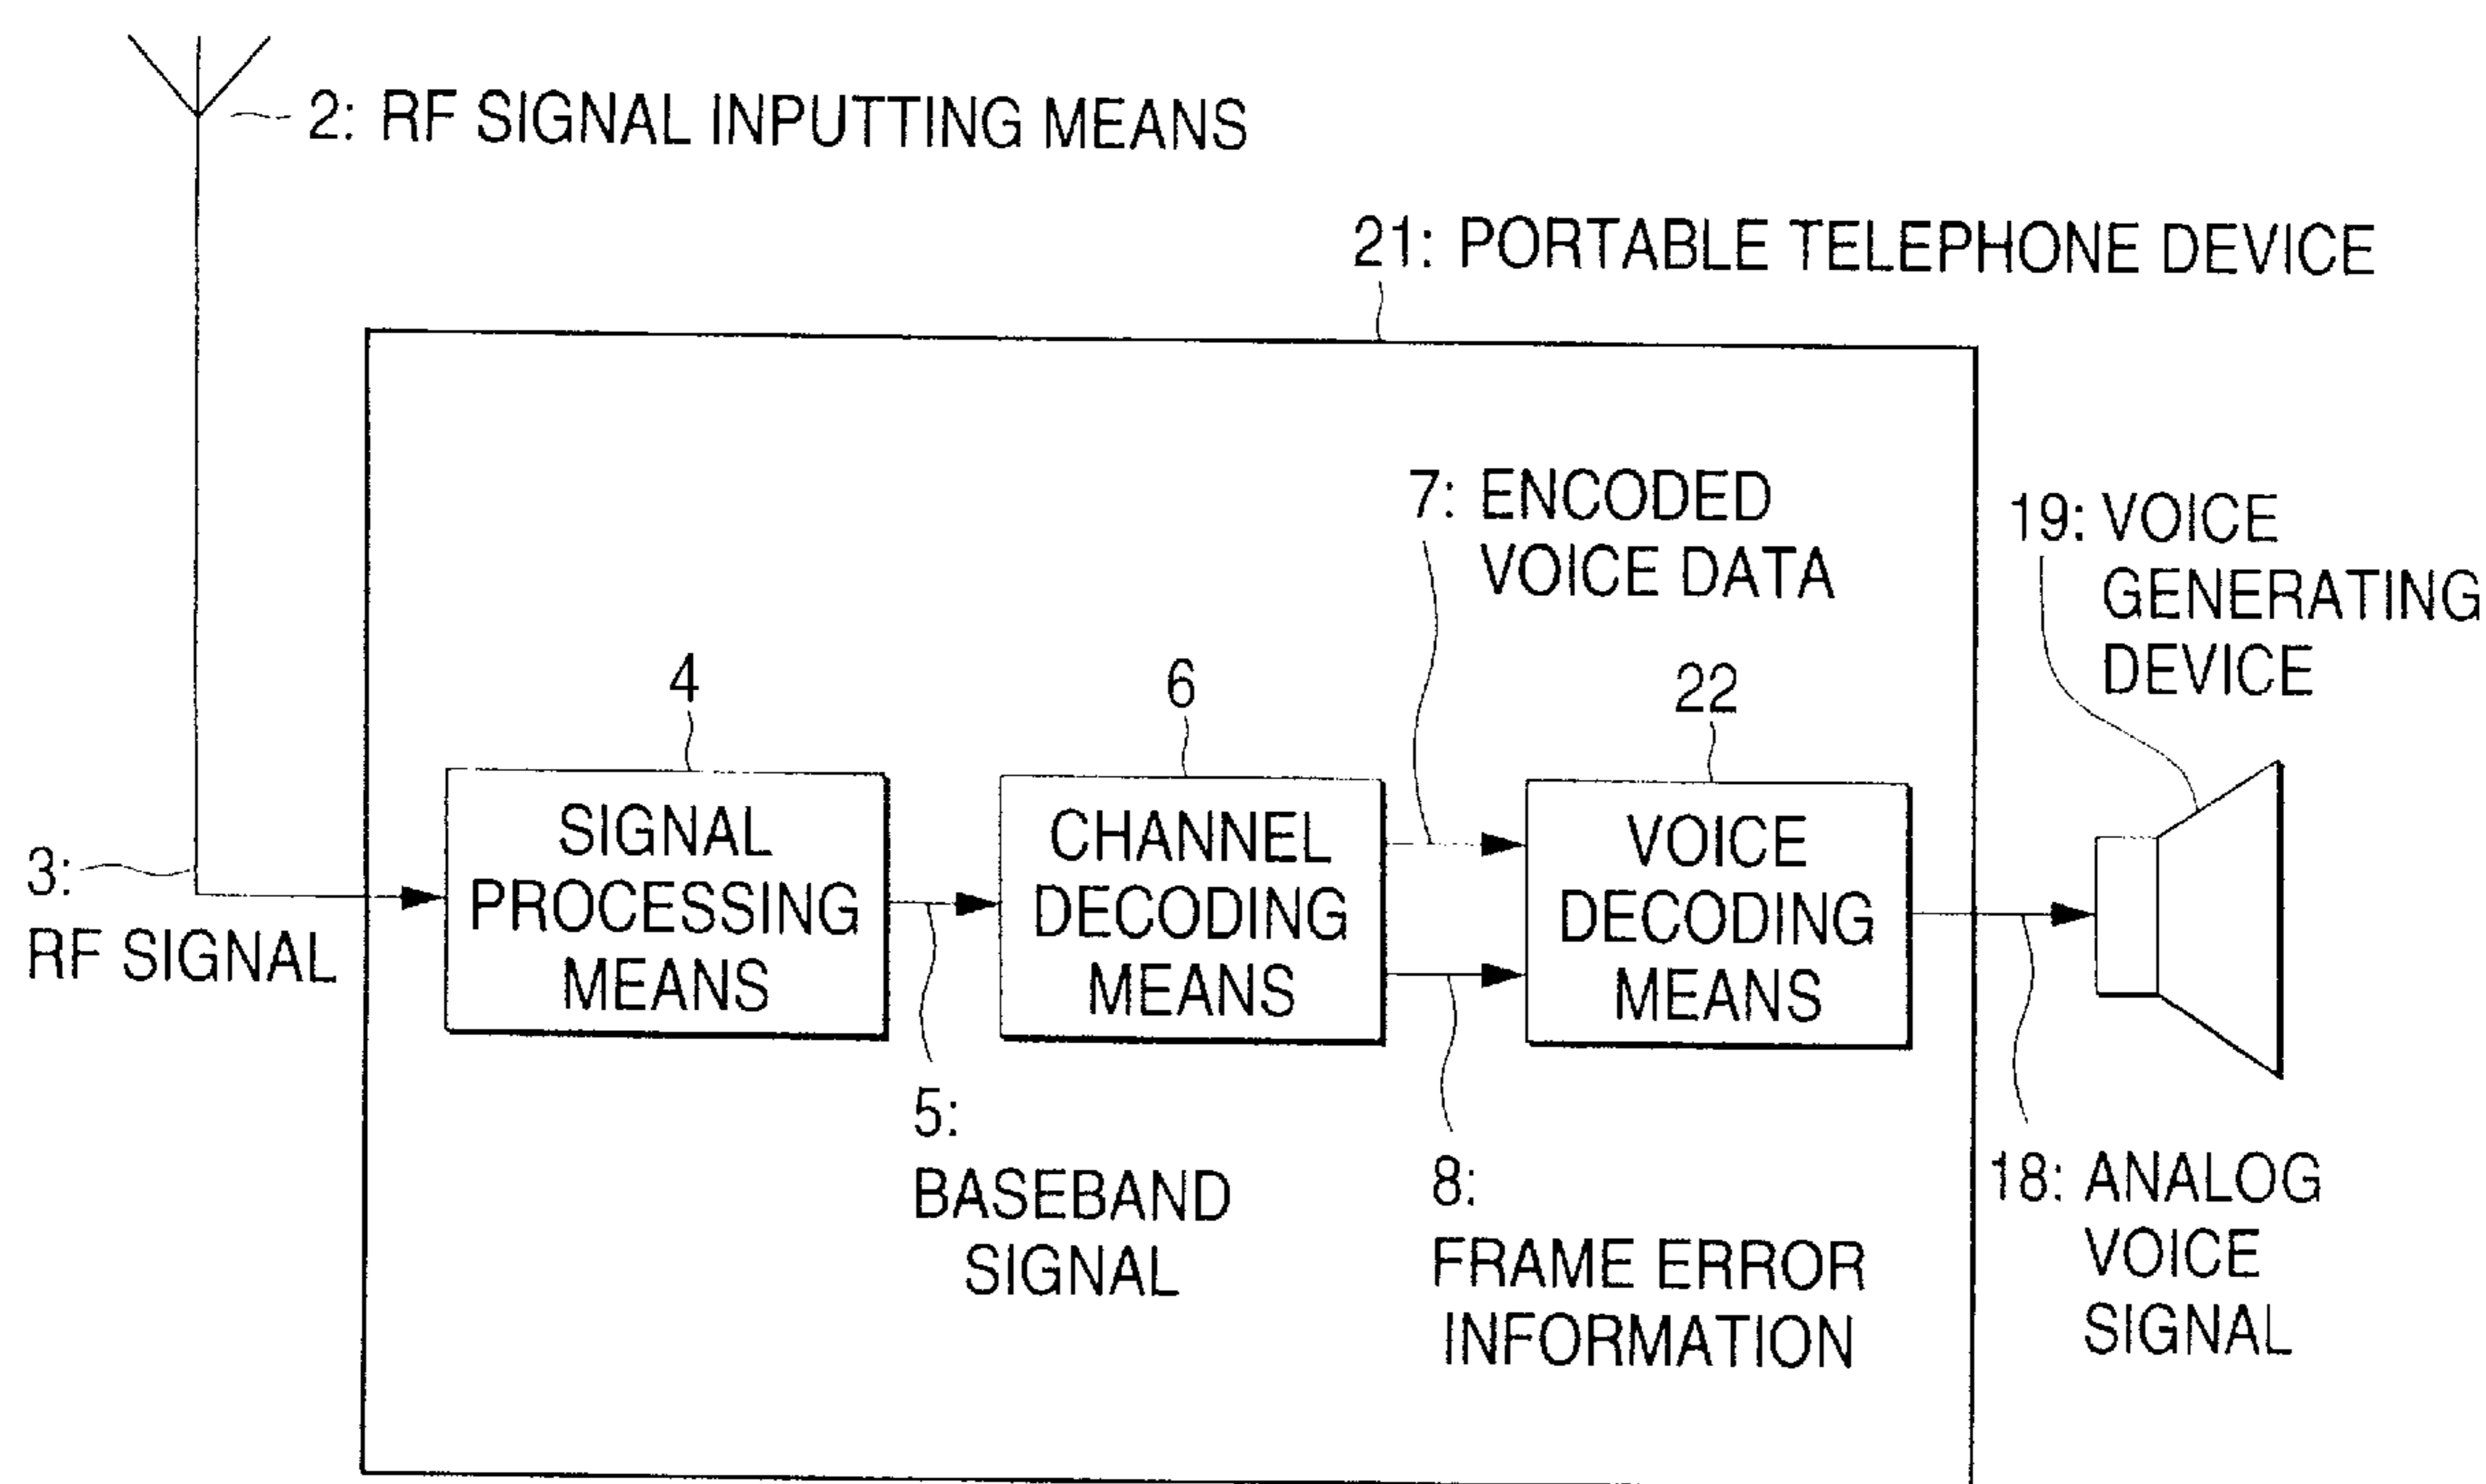 2: RF SIGNAL INPUTTING MEANS
21: PORTABLE TELEPHONE DEVICE
7: ENCODED
VOICE DATA
19: VOICE
GENERATING
DEVICE
4
6
22
SIGNAL
PROCESSING
MEANS
CHANNEL
DECODING
MEANS
VOICE
DECODING
MEANS
3:
RF SIGNAL
5:
BASEBAND
SIGNAL
8:
FRAME ERROR
INFORMATION
18: ANALOG
VOICE
SIGNAL